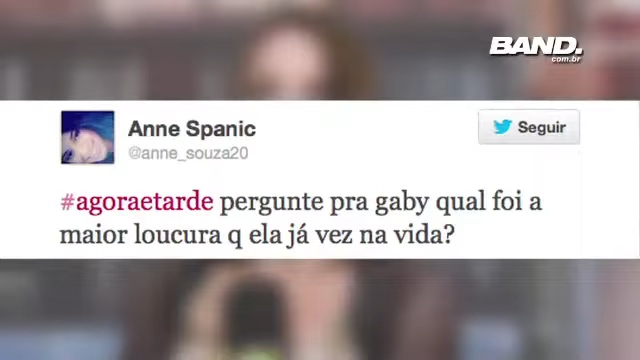 BAND.
com.br
Anne Spanic
@anne_souza20
Seguir
#agoraetarde pergunte pra gaby qual foi a
maior loucura q ela já vez na vida?